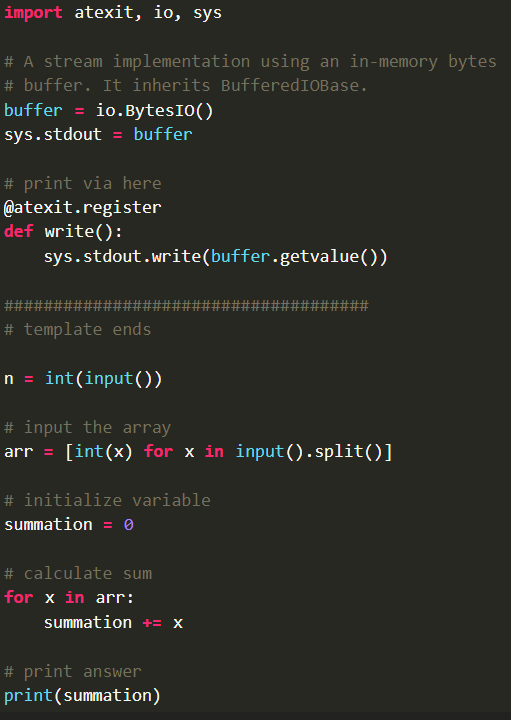 import atexit, io, sys
# A stream implementation using an in-memory bytes
# buffer. It inherits BufferedIOBase.
buffer = io.BytesIO()
sys.stdout = buffer
# print via here
@atexit.register
def write():
    sys.stdout.write(buffer.getvalue())
#####################################
# template ends
n = int(input())
# input the array
arr = [int(x) for x in input().split()]
# initialize variable
summation = 0
# calculate sum
for x in arr:
    summation += x
# print answer
print(summation)